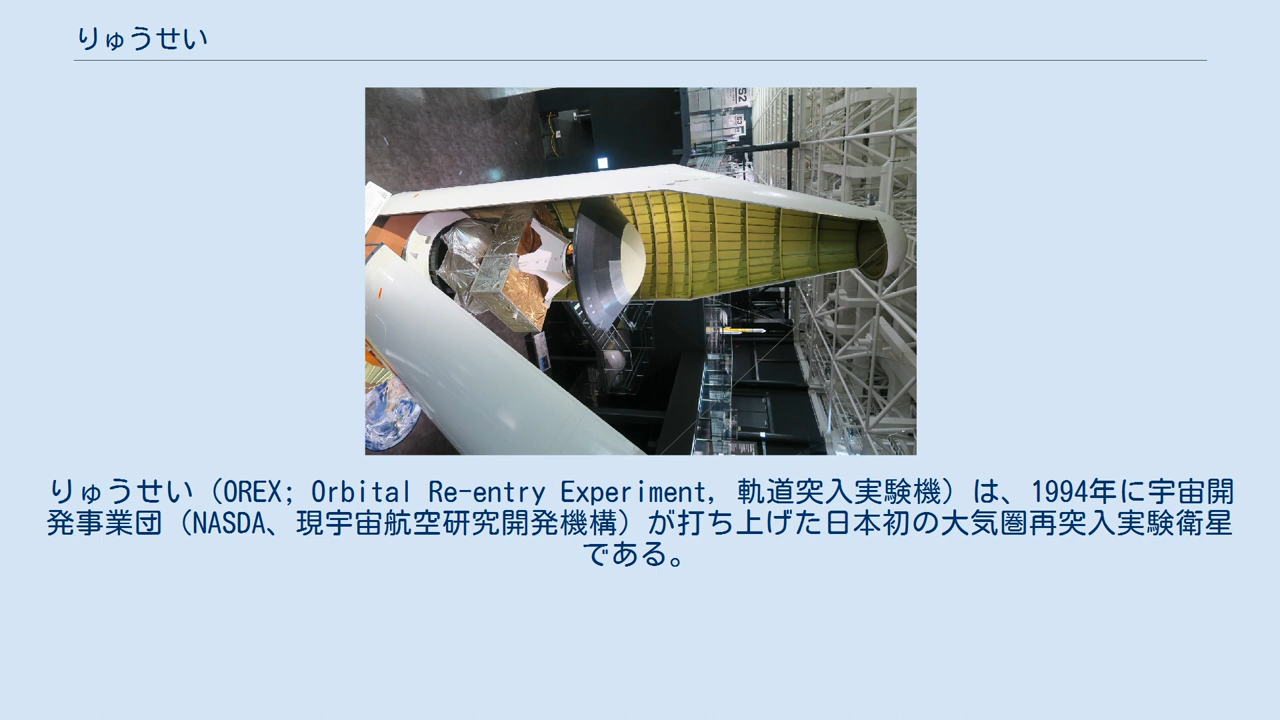 りゅうせい
りゅうせい（OREX; Orbital Re-entry Experiment, 軌道突入実験機）は、1994年に宇宙開
発事業団（NASDA、現宇宙航空研究開発機構）が打ち上げた日本初の大気圏再突入実験衛星
である。